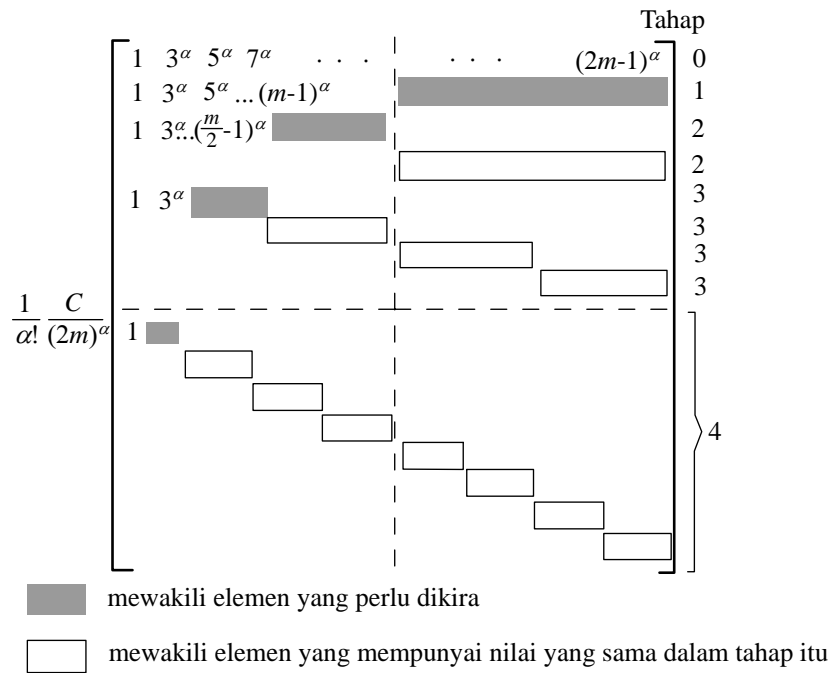 Tahap
1 3^α 5^α 7^α . . . . . . (2m-1)^α 0
1 3^α 5^α ... (m-1)^α 1
1 3^α...(m/2-1)^α 2
2
1 3^α 3
3
3
3
1/α! C/(2m)^α
1
4
mewakili elemen yang perlu dikira
mewakili elemen yang mempunyai nilai yang sama dalam tahap itu